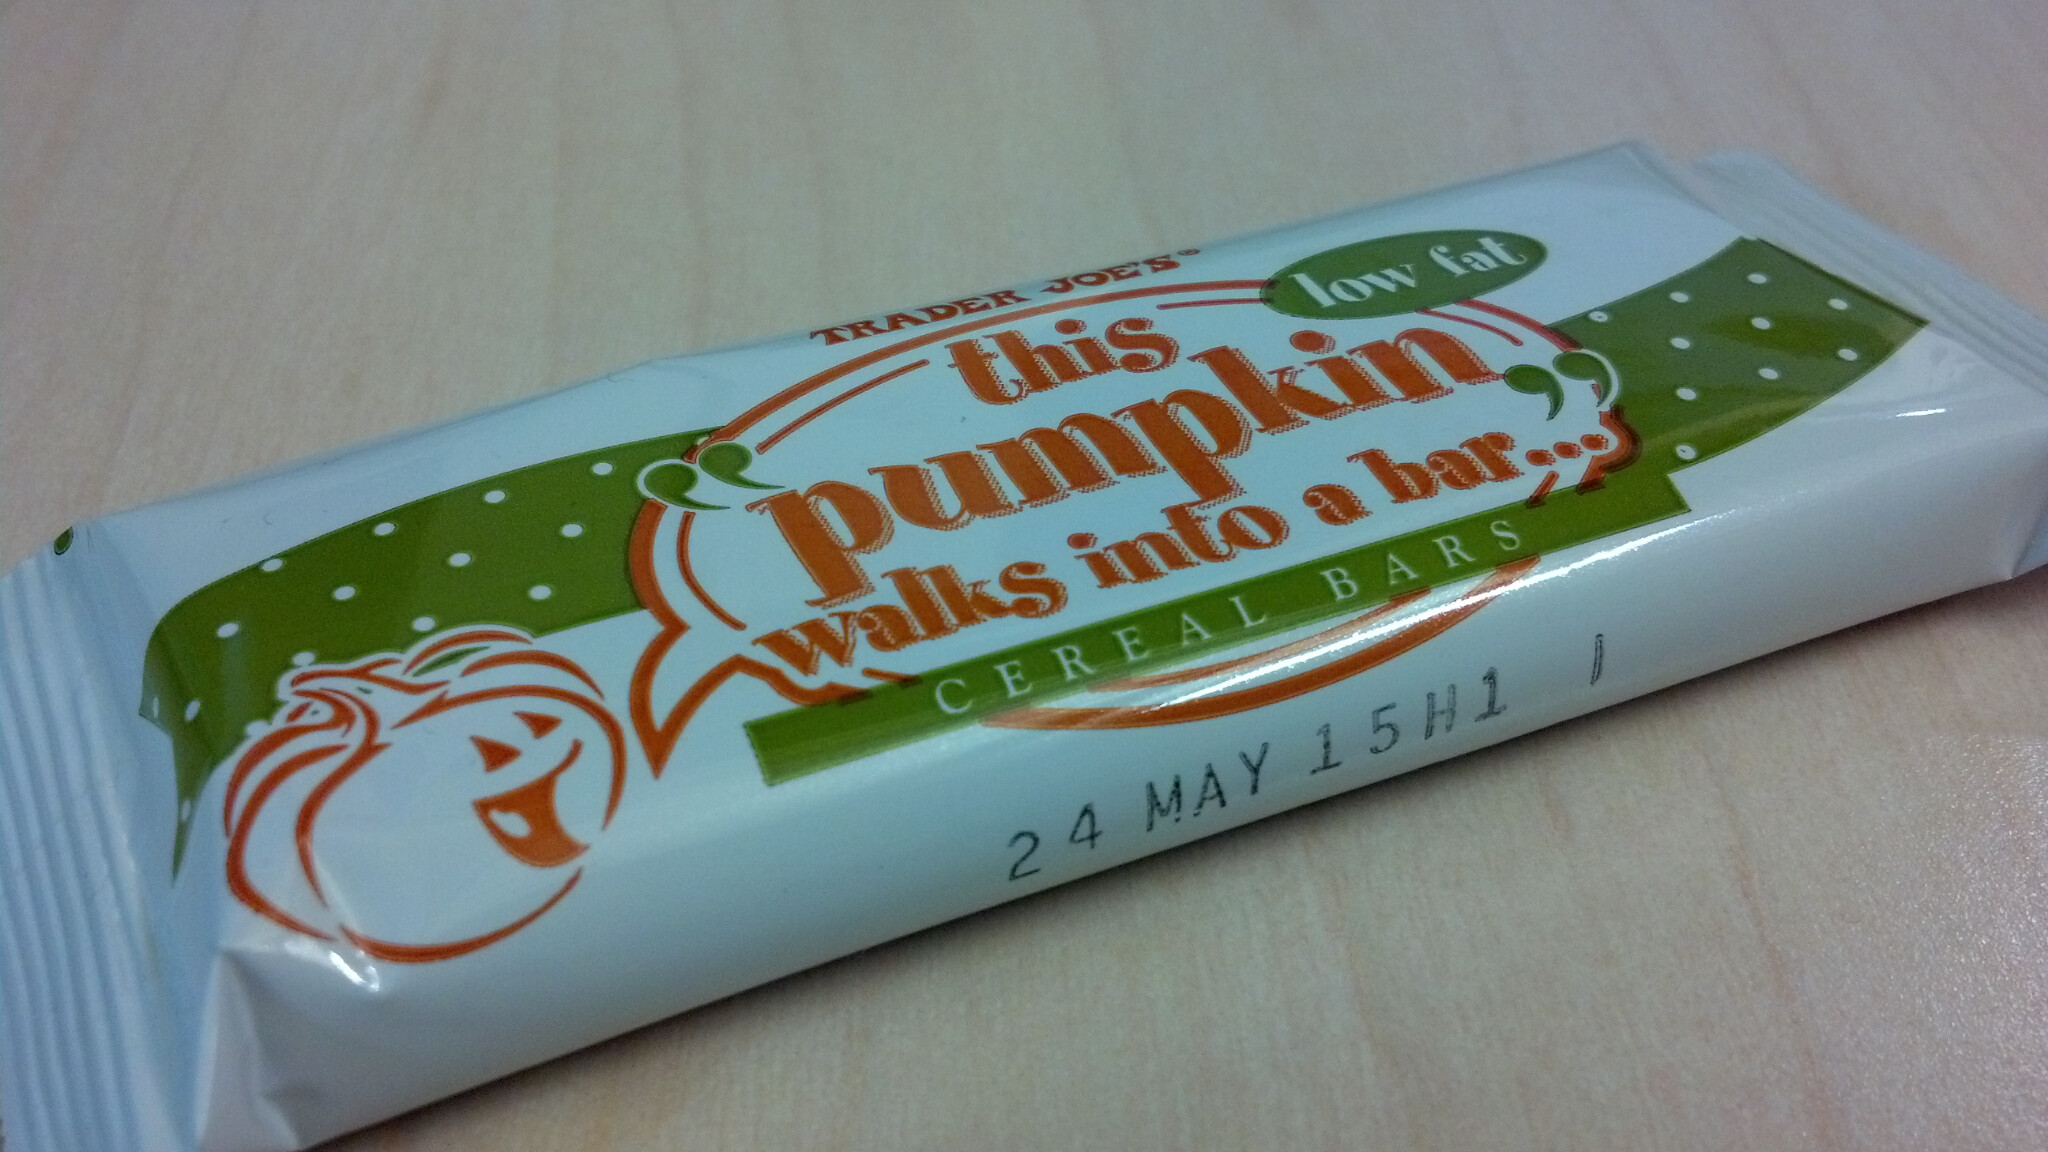 TRADER JOE'S®
low fat
“this
pumpkin
walks into a bar...”
CEREAL BARS
24 MAY 15H1 /